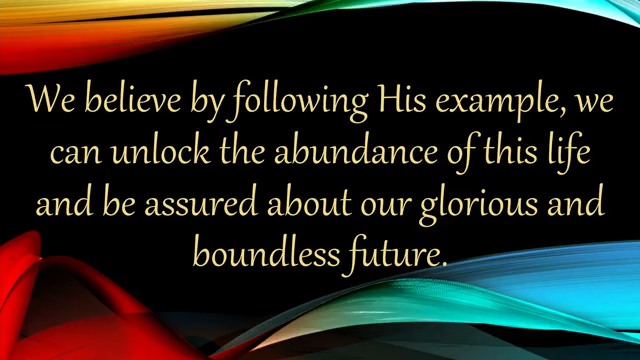 We believe by following His example, we
can unlock the abundance of this life
and be assured about our glorious and
boundless future.